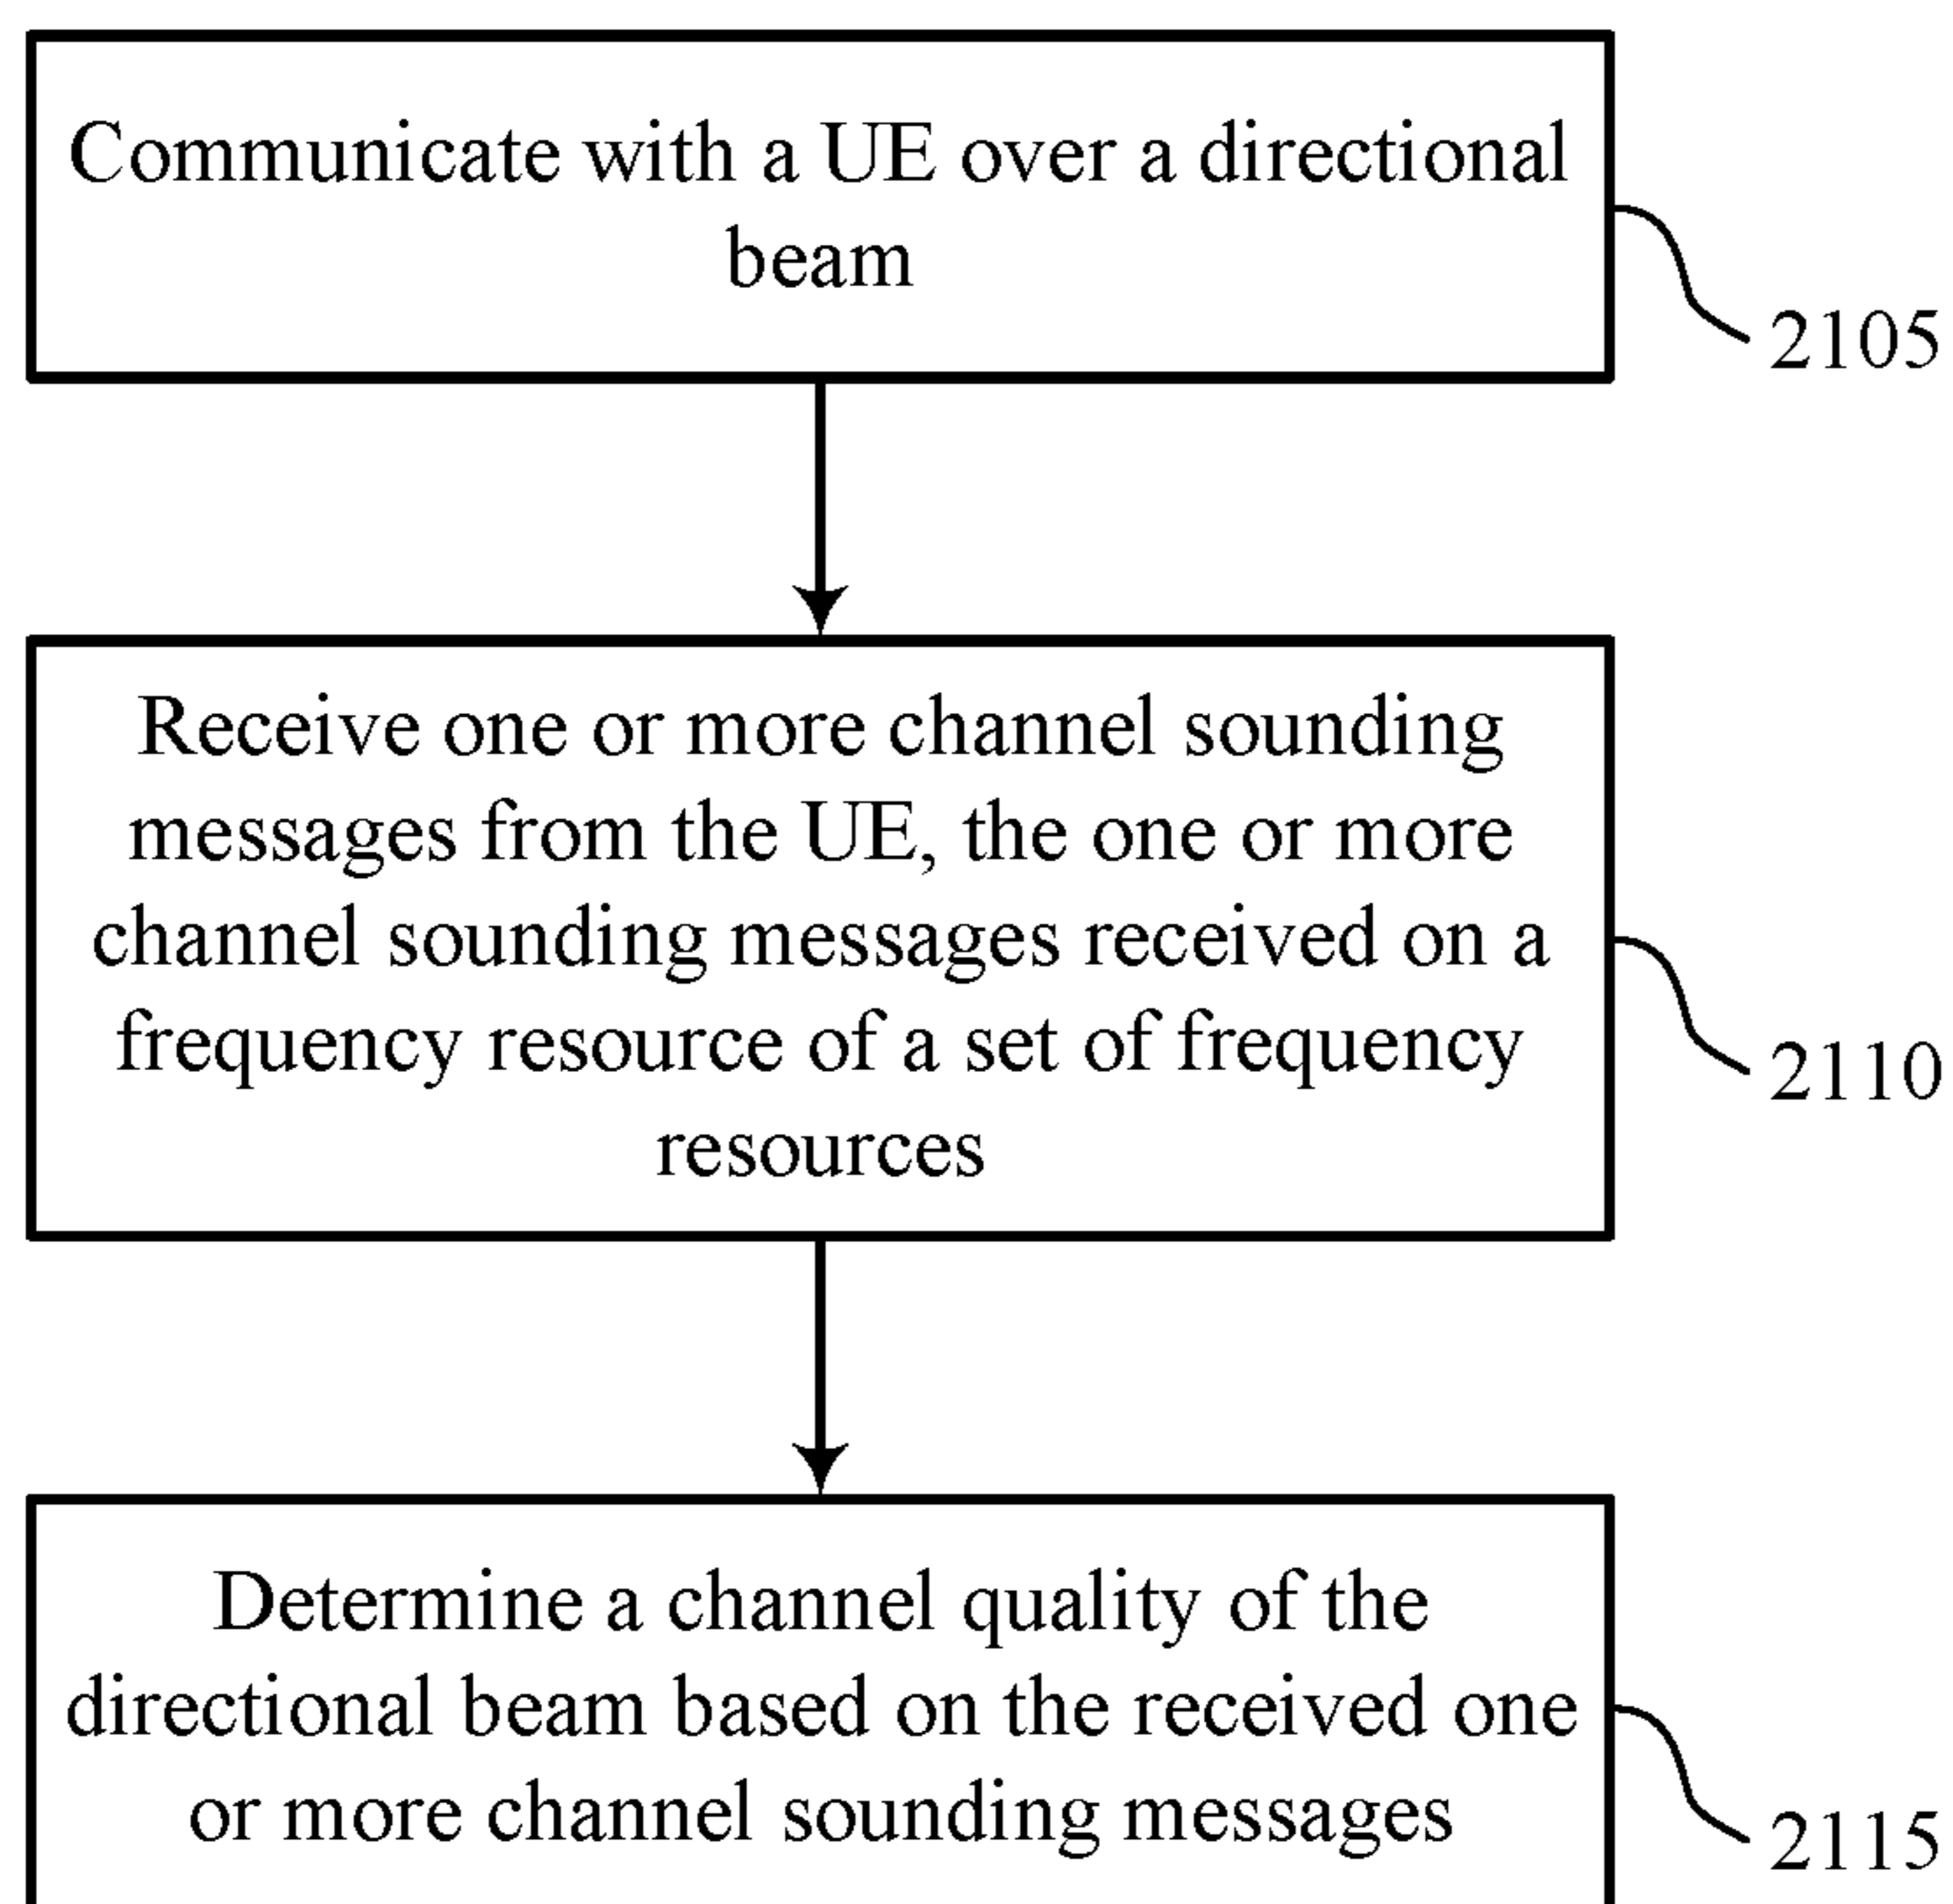 Communicate with a UE over a directional
beam
2105
Receive one or more channel sounding
messages from the UE, the one or more
channel sounding messages received on a
frequency resource of a set of frequency
resources
2110
Determine a channel quality of the
directional beam based on the received one
or more channel sounding messages
2115